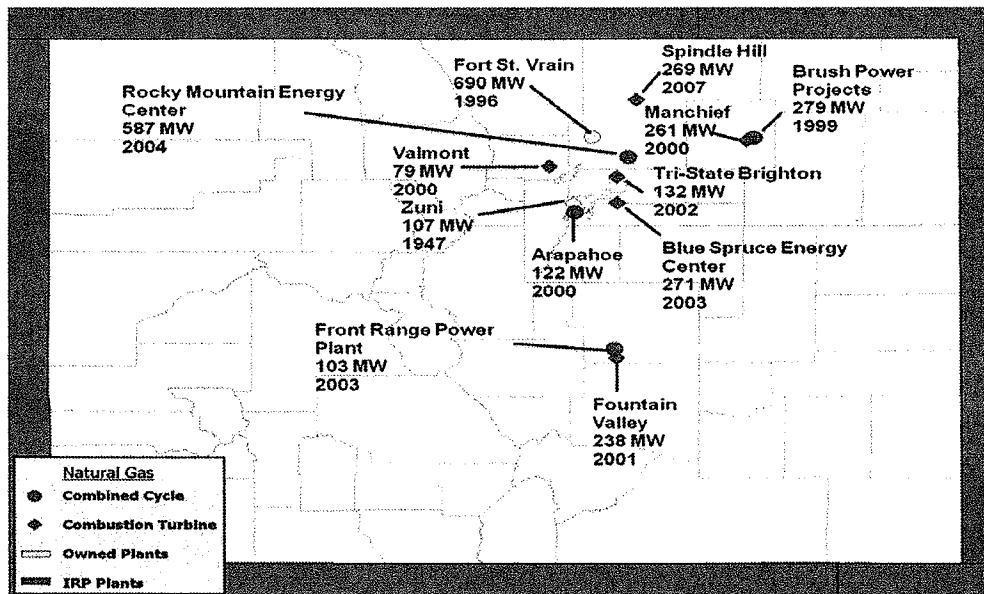 Spindle Hill
269 MW
2007
Fort St. Vrain
690 MW
1996
Brush Power
Projects
279 MW
1999
Rocky Mountain Energy
Center
587 MW
2004
Manchief
261 MW
2000
Valmont
79 MW
2000
Tri-State Brighton
132 MW
2002
Zuni
107 MW
1947
Arapahoe
122 MW
2000
Blue Spruce Energy
Center
271 MW
2003
Front Range Power
Plant
103 MW
2003
Fountain
Valley
238 MW
2001
Natural Gas
Combined Cycle
Combustion Turbine
Owned Plants
IRP Plants